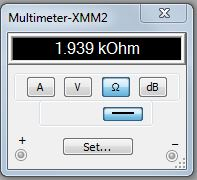 Multimeter-XMM2
1.939 kOhm
A V Ω dB
+ Set... −